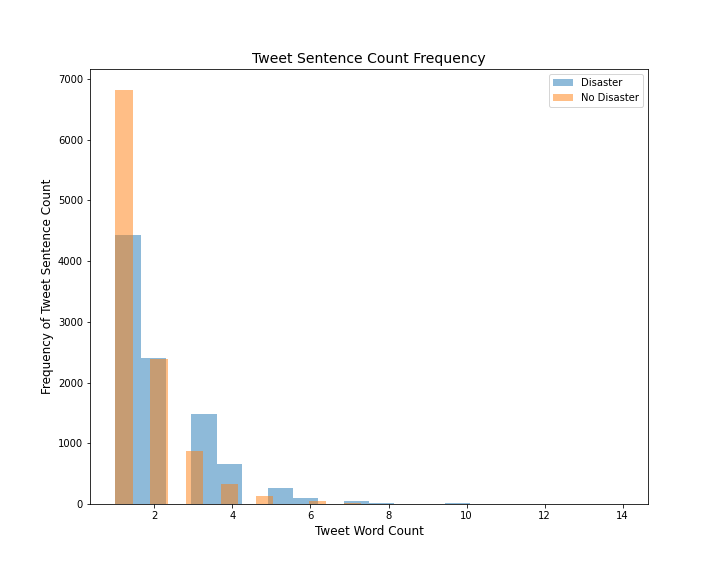 Tweet Sentence Count Frequency
Disaster
No Disaster
Frequency of Tweet Sentence Count
7000
6000
5000
4000
3000
2000
1000
0
2 4 6 8 10 12 14
Tweet Word Count